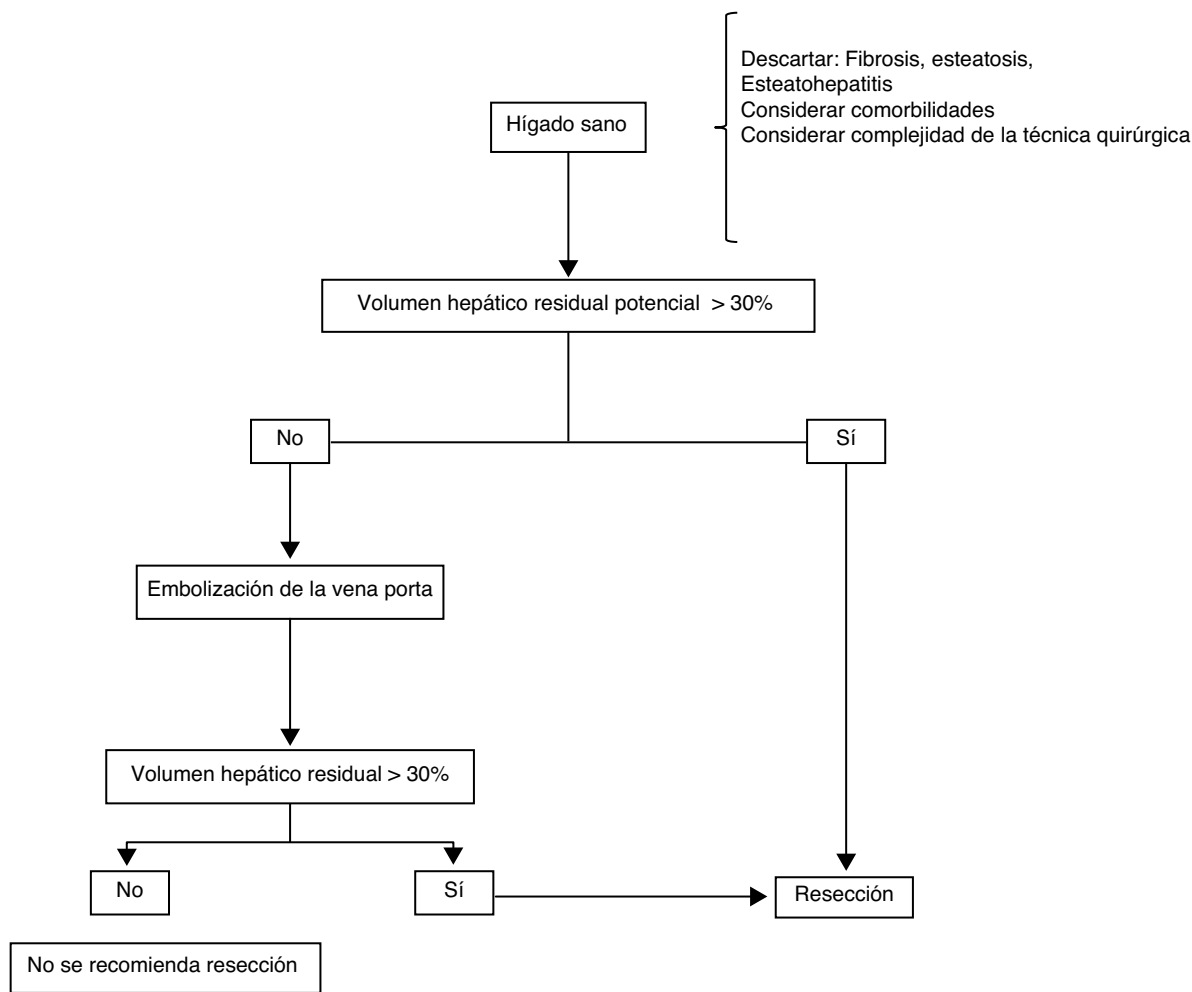 Descartar: Fibrosis, esteatosis,
Esteatohepatitis
Considerar comorbilidades
Considerar complejidad de la técnica quirúrgica
Hígado sano
Volumen hepático residual potencial > 30%
No
Sí
Embolización de la vena porta
Volumen hepático residual > 30%
No
Sí
Resección
No se recomienda resección